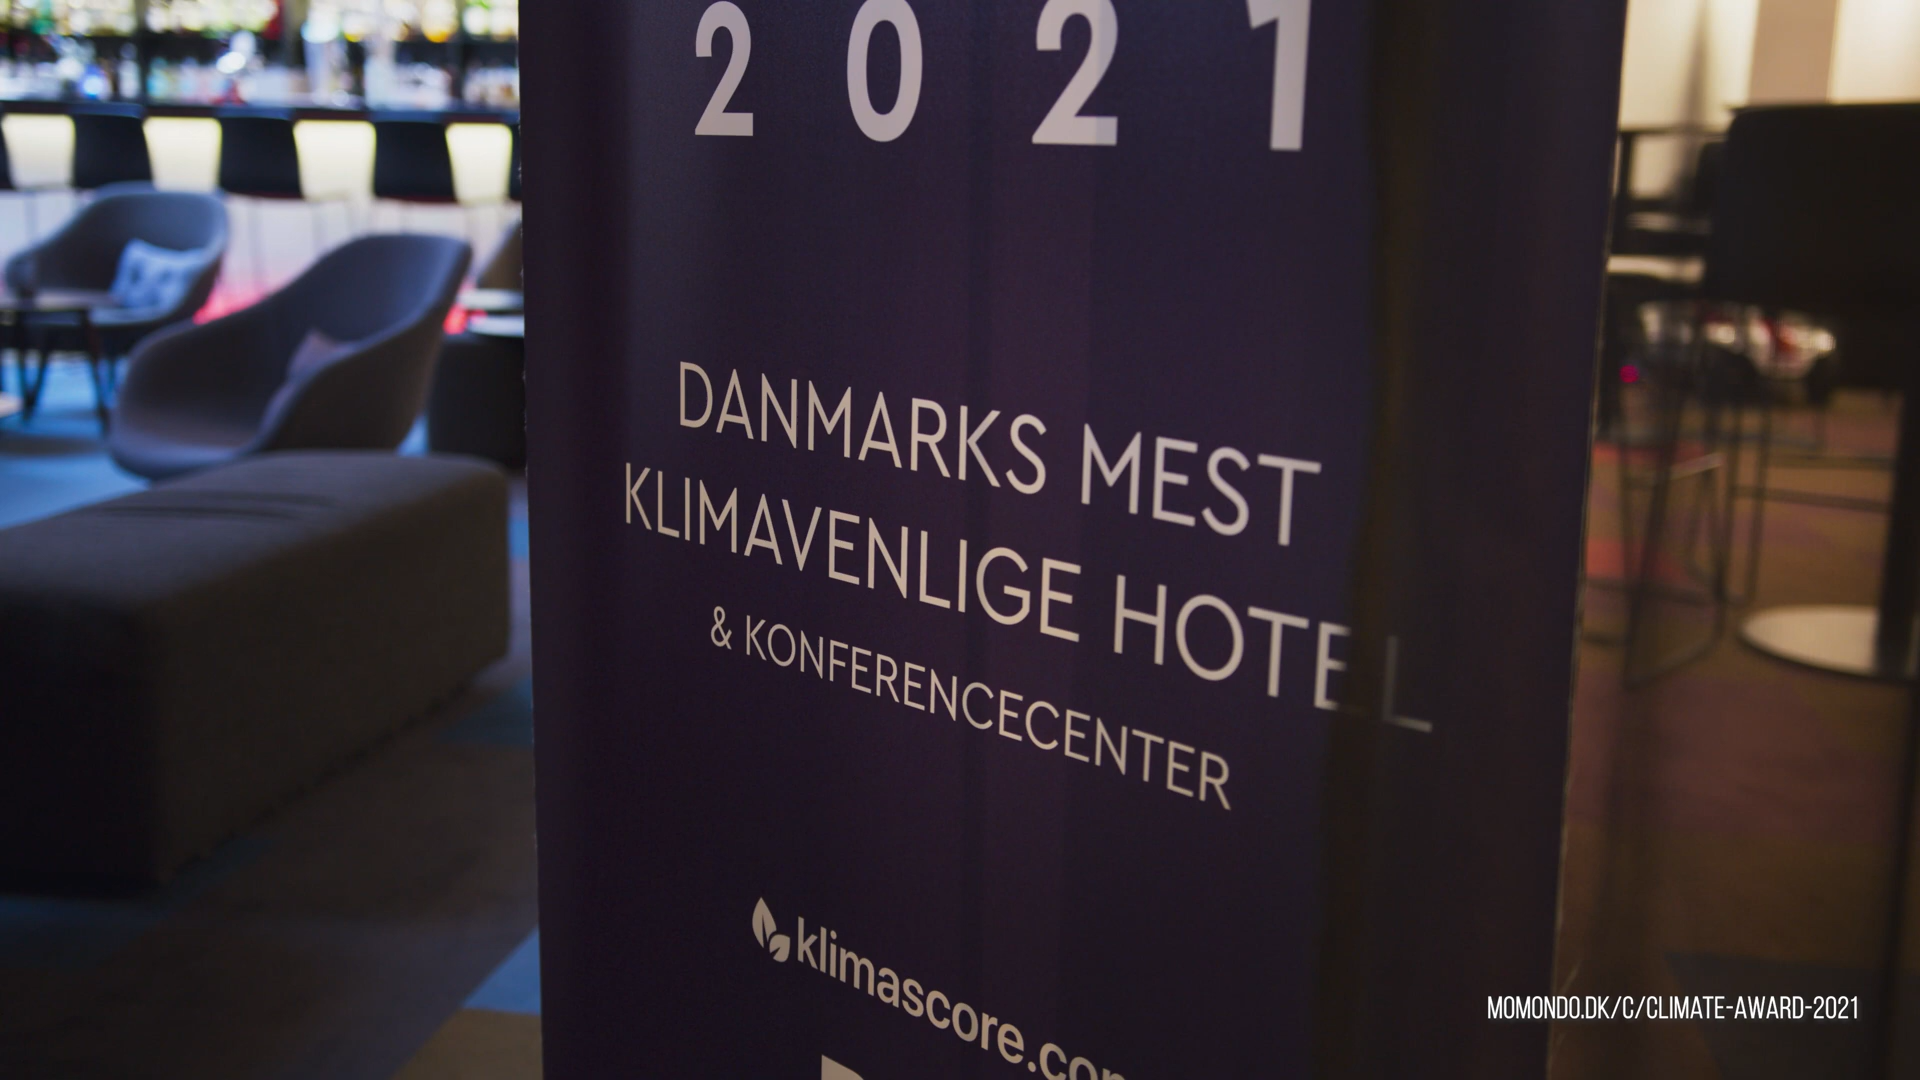 2021
DANMARKS MEST
KLIMAVENLIGE HOTEL
& KONFERENCECENTER
klimascore.com
MOMONDO.DK/C/CLIMATE-AWARD-2021